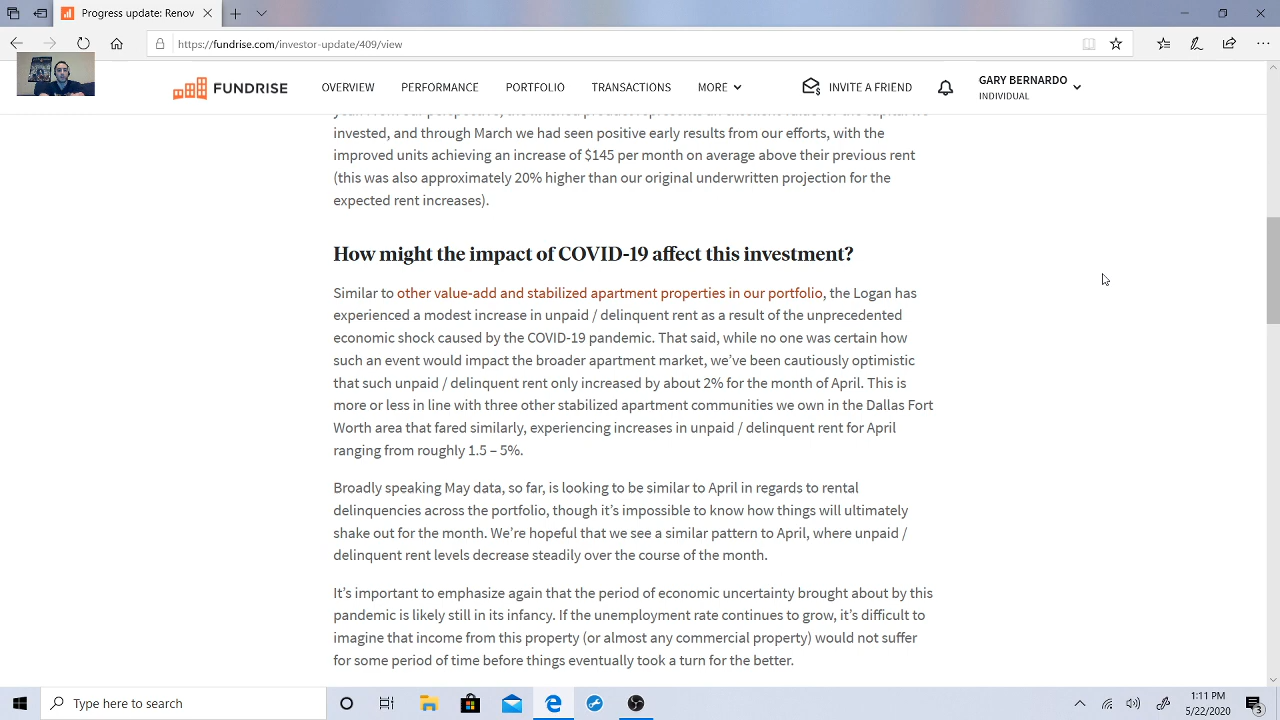 Progress update: Renov
https://fundrise.com/investor-update/409/view
FUNDRISE
OVERVIEW
PERFORMANCE
PORTFOLIO
TRANSACTIONS
MORE
INVITE A FRIEND
GARY BERNARDO
INDIVIDUAL
invested, and through March we had seen positive early results from our efforts, with the
improved units achieving an increase of $145 per month on average above their previous rent
(this was also approximately 20% higher than our original underwritten projection for the
expected rent increases).
How might the impact of COVID-19 affect this investment?
Similar to other value-add and stabilized apartment properties in our portfolio, the Logan has
experienced a modest increase in unpaid / delinquent rent as a result of the unprecedented
economic shock caused by the COVID-19 pandemic. That said, while no one was certain how
such an event would impact the broader apartment market, we've been cautiously optimistic
that such unpaid / delinquent rent only increased by about 2% for the month of April. This is
more or less in line with three other stabilized apartment communities we own in the Dallas Fort
Worth area that fared similarly, experiencing increases in unpaid / delinquent rent for April
ranging from roughly 1.5 – 5%.
Broadly speaking May data, so far, is looking to be similar to April in regards to rental
delinquencies across the portfolio, though it's impossible to know how things will ultimately
shake out for the month. We're hopeful that we see a similar pattern to April, where unpaid /
delinquent rent levels decrease steadily over the course of the month.
It's important to emphasize again that the period of economic uncertainty brought about by this
pandemic is likely still in its infancy. If the unemployment rate continues to grow, it's difficult to
imagine that income from this property (or almost any commercial property) would not suffer
for some period of time before things eventually took a turn for the better.
Type here to search
1:11 PM
5/22/2020
3